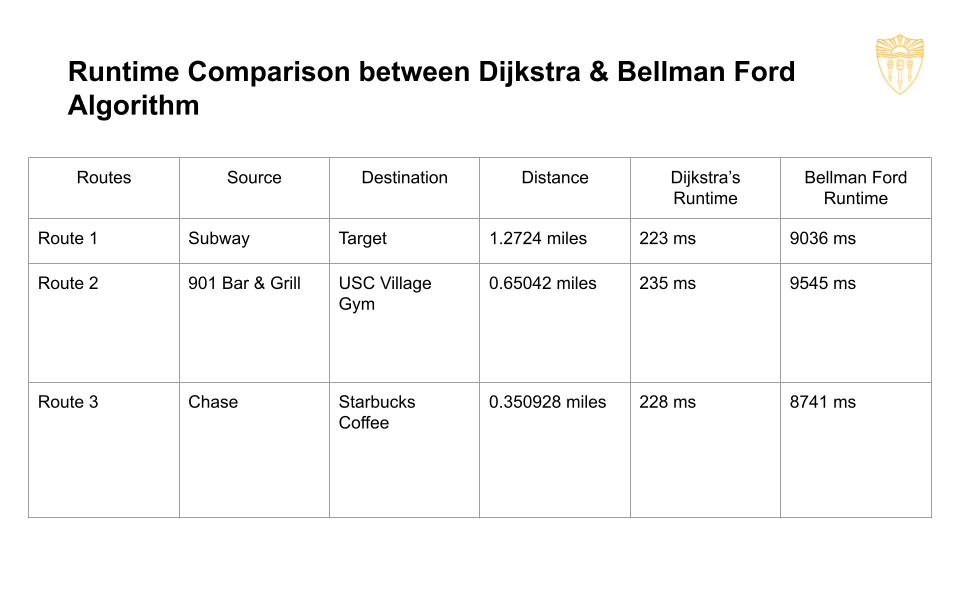 Runtime Comparison between Dijkstra & Bellman Ford
Algorithm
Routes
Source
Destination
Distance
Dijkstra’s
Runtime
Bellman Ford
Runtime
Route 1
Subway
Target
1.2724 miles
223 ms
9036 ms
Route 2
901 Bar & Grill
USC Village
Gym
0.65042 miles
235 ms
9545 ms
Route 3
Chase
Starbucks
Coffee
0.350928 miles
228 ms
8741 ms